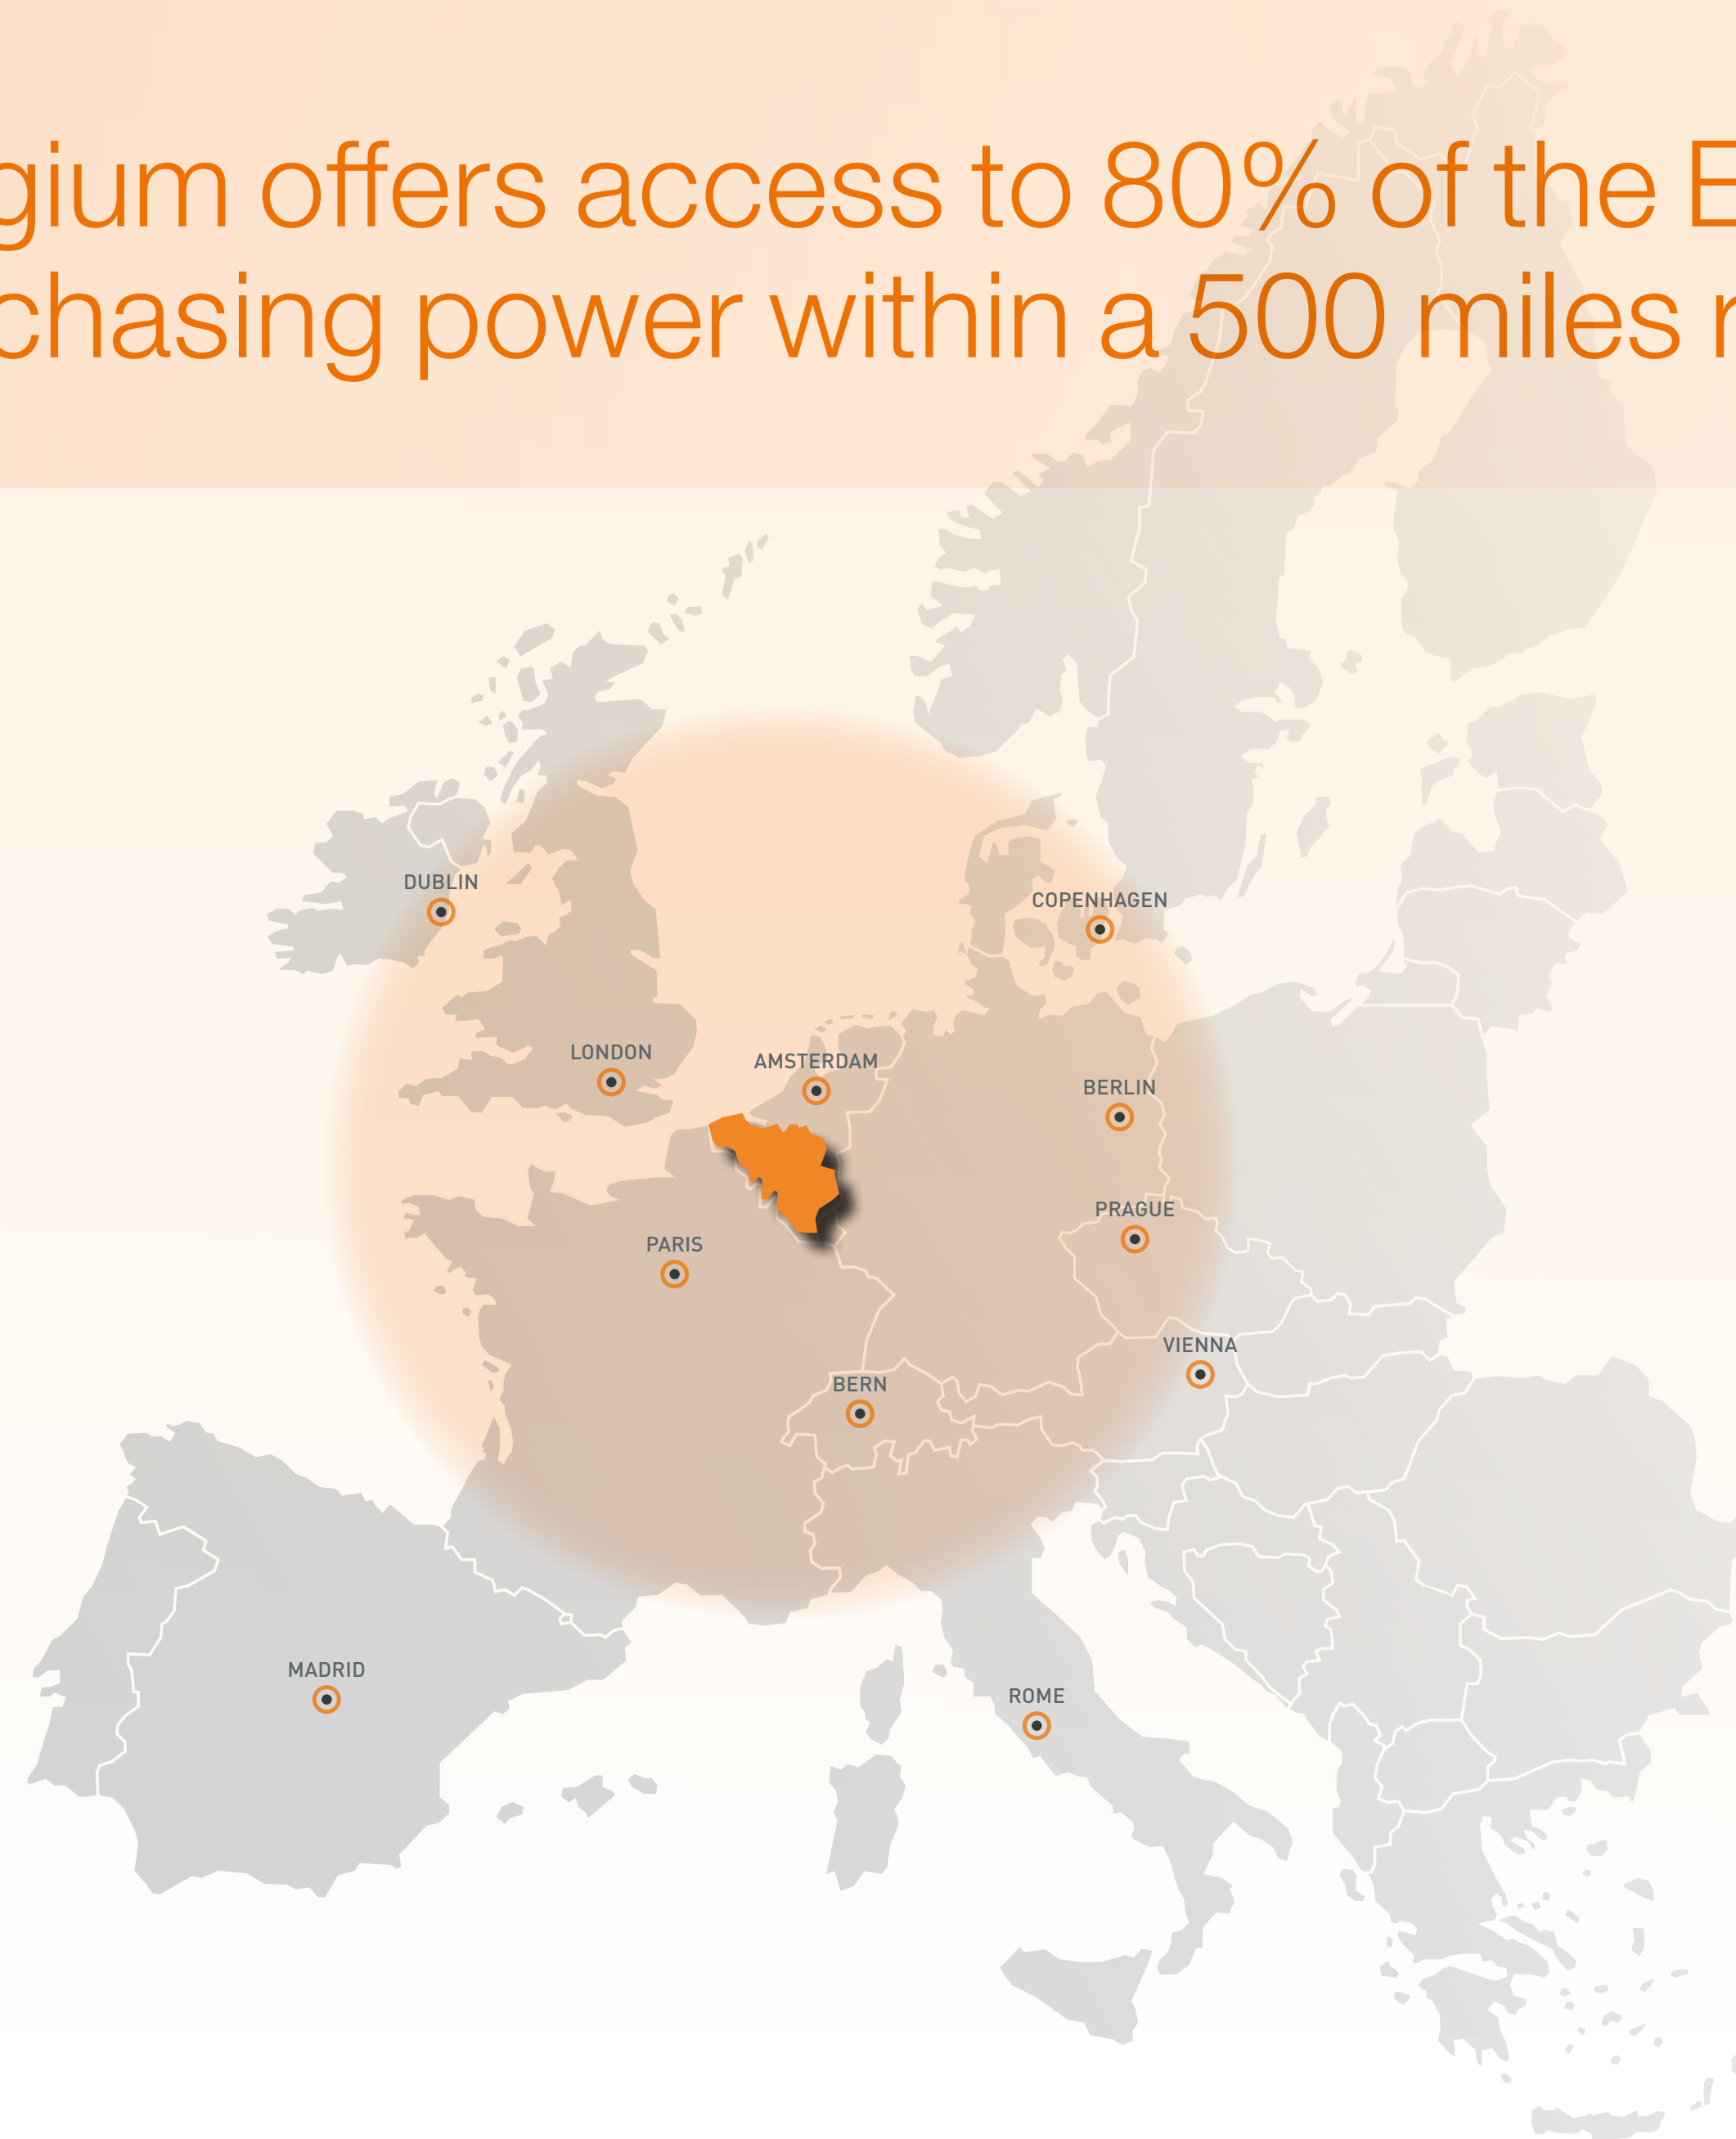 gium offers access to 80% of the E
chasing power within a 500 miles r
DUBLIN
COPENHAGEN
LONDON
AMSTERDAM
BERLIN
PRAGUE
PARIS
VIENNA
BERN
MADRID
ROME